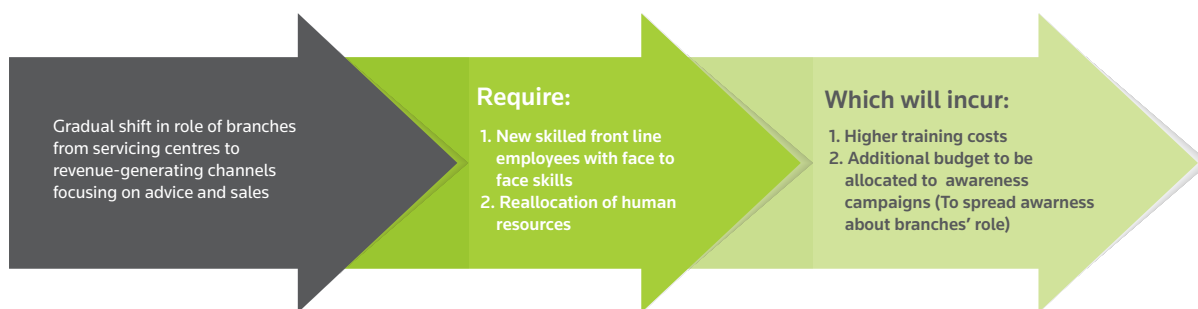 Gradual shift in role of branches
from servicing centres to
revenue-generating channels
focusing on advice and sales
Require:
1. New skilled front line
employees with face to
face skills
2. Reallocation of human
resources
Which will incur:
1. Higher training costs
2. Additional budget to be
allocated to awareness
campaigns (To spread awarness
about branches’ role)